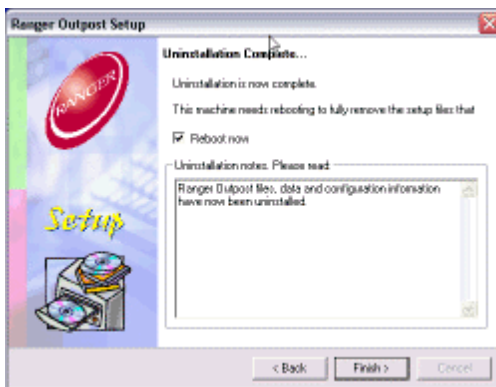 Ranger Outpost Setup
RANGER
Setup
Uninstallation Complete...
Uninstallation is now complete.
This machine needs rebooting to fully remove the setup files that
Reboot now
Uninstallation notes. Please read.
Ranger Outpost files, data and configuration information
have now been uninstalled.
< Back
Finish >
Cancel